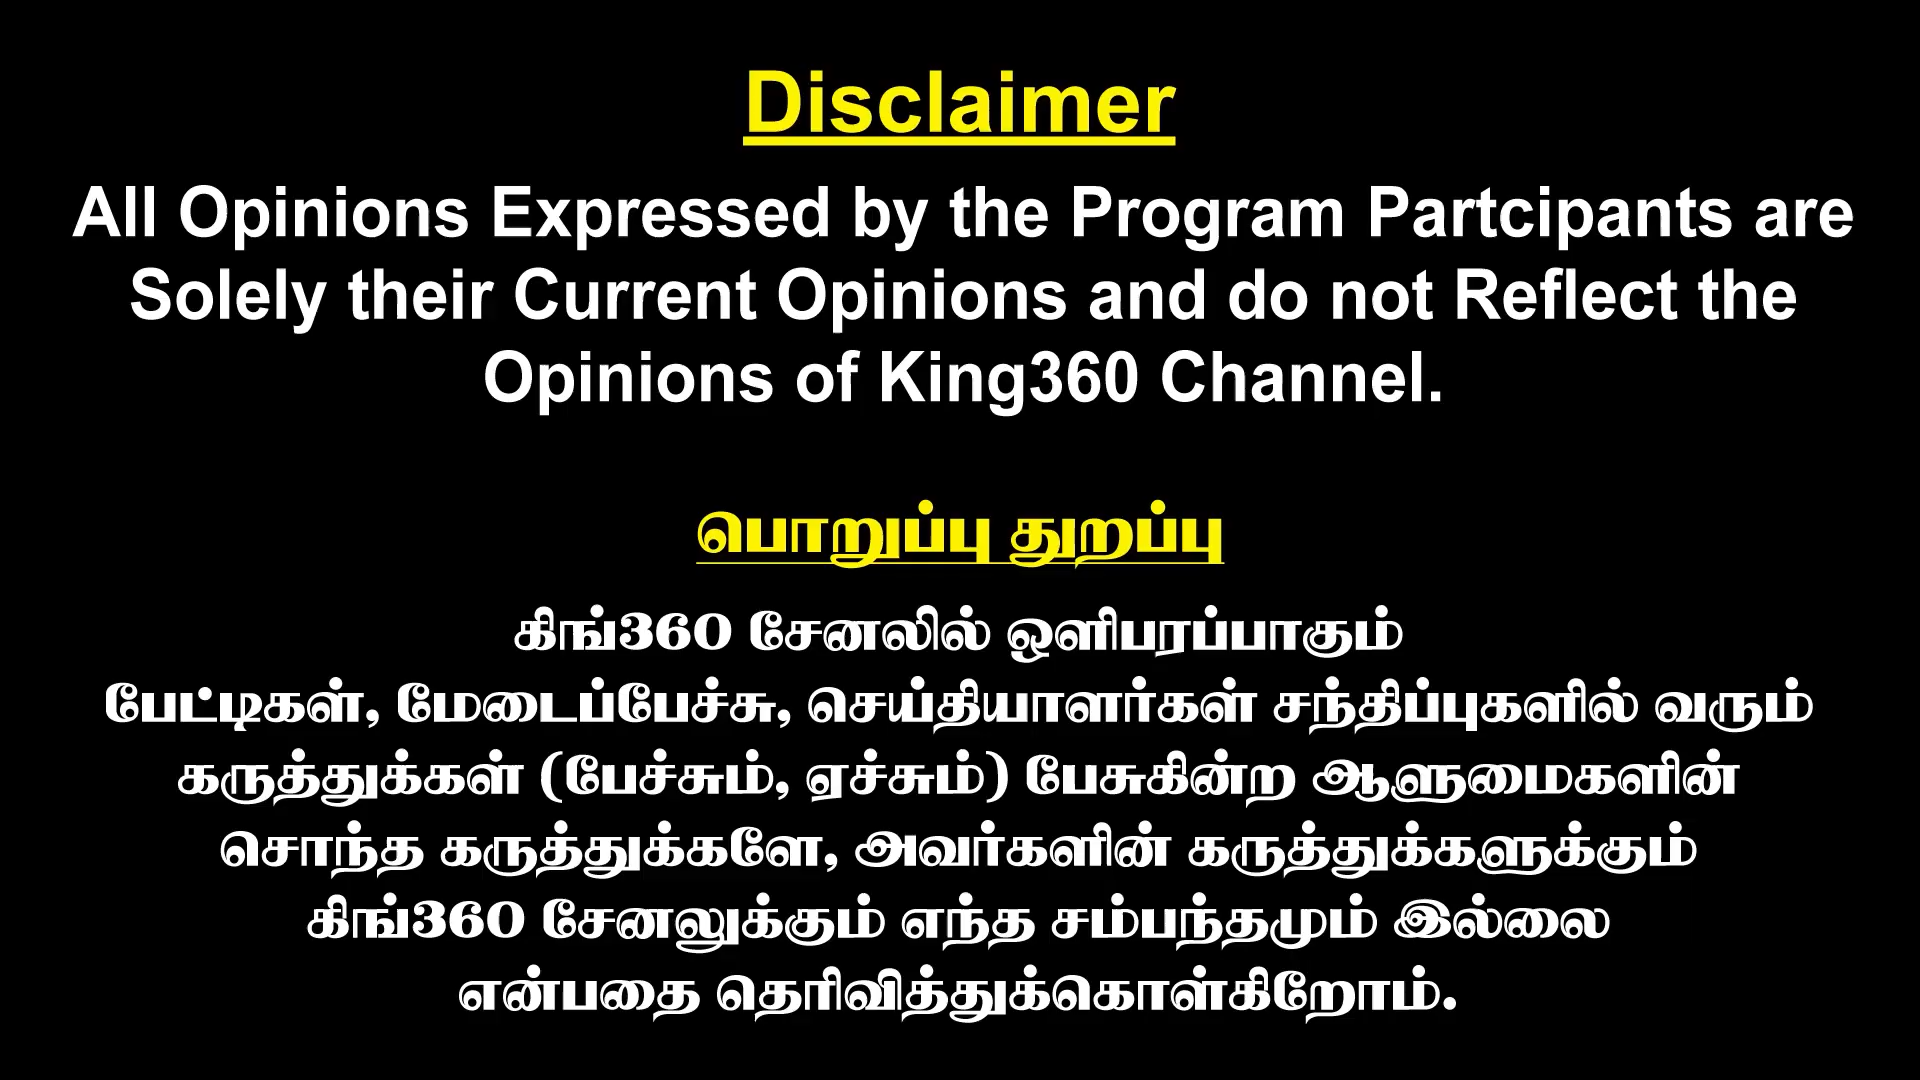 Disclaimer
All Opinions Expressed by the Program Partcipants are
Solely their Current Opinions and do not Reflect the
Opinions of King360 Channel.
பொறுப்பு துறப்பு
கிங்360 சேனலில் ஒளிபரப்பாகும்
பேட்டிகள், மேடைப்பேச்சு, செய்தியாளர்கள் சந்திப்புகளில் வரும்
கருத்துக்கள் (பேச்சும், ஏச்சும்) பேசுகின்ற ஆளுமைகளின்
சொந்த கருத்துக்களே, அவர்களின் கருத்துக்களுக்கும்
கிங்360 சேனலுக்கும் எந்த சம்பந்தமும் இல்லை
என்பதை தெரிவித்துக்கொள்கிறோம்.